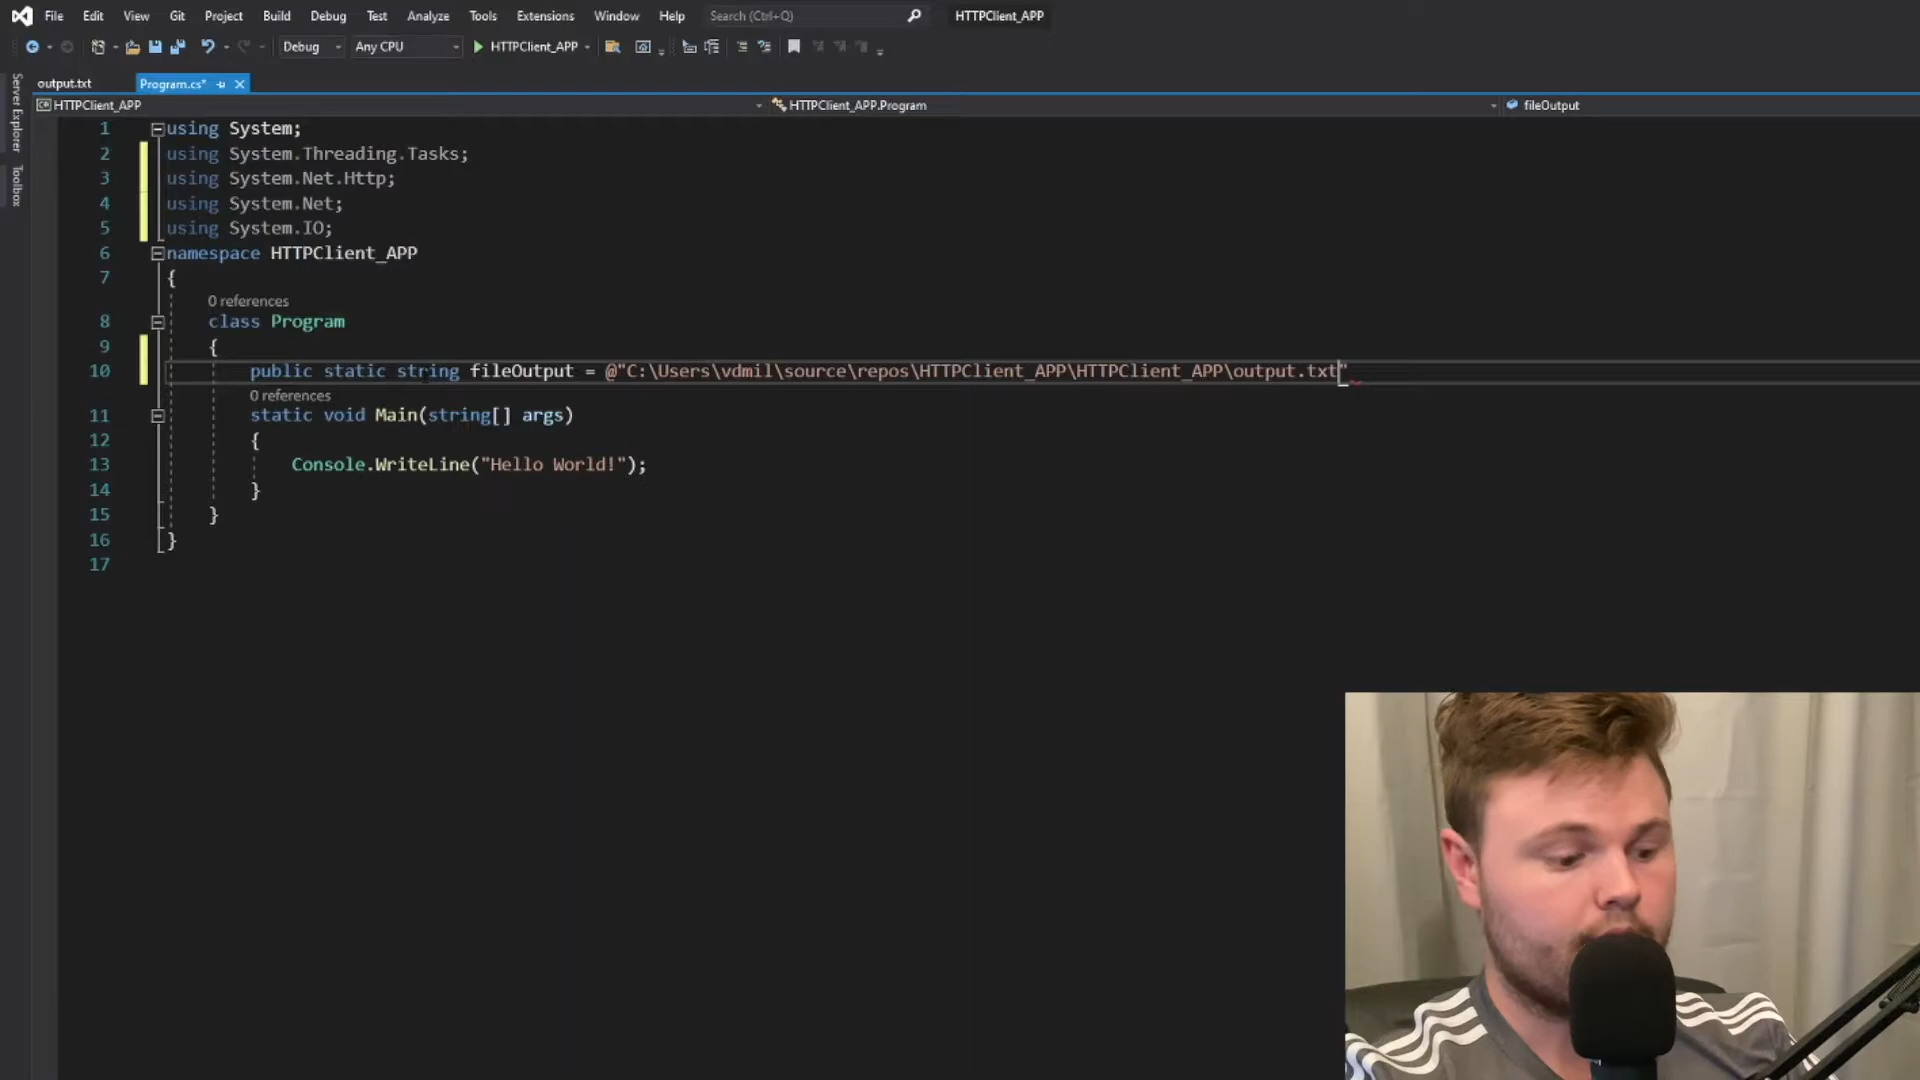 File Edit View Git Project Build Debug Test Analyze Tools Extensions Window Help Search (Ctrl+Q) HTTPClient_APP
Debug Any CPU HTTPClient_APP
output.txt Program.cs*
HTTPClient_APP HTTPClient_APP.Program fileOutput
Server Explorer
Toolbox
1 using System;
2 using System.Threading.Tasks;
3 using System.Net.Http;
4 using System.Net;
5 using System.IO;
6 namespace HTTPClient_APP
7 {
0 references
8 class Program
9 {
10 public static string fileOutput = @"C:\Users\vdmil\source\repos\HTTPClient_APP\HTTPClient_APP\output.txt"
0 references
11 static void Main(string[] args)
12 {
13 Console.WriteLine("Hello World!");
14 }
15 }
16 }
17